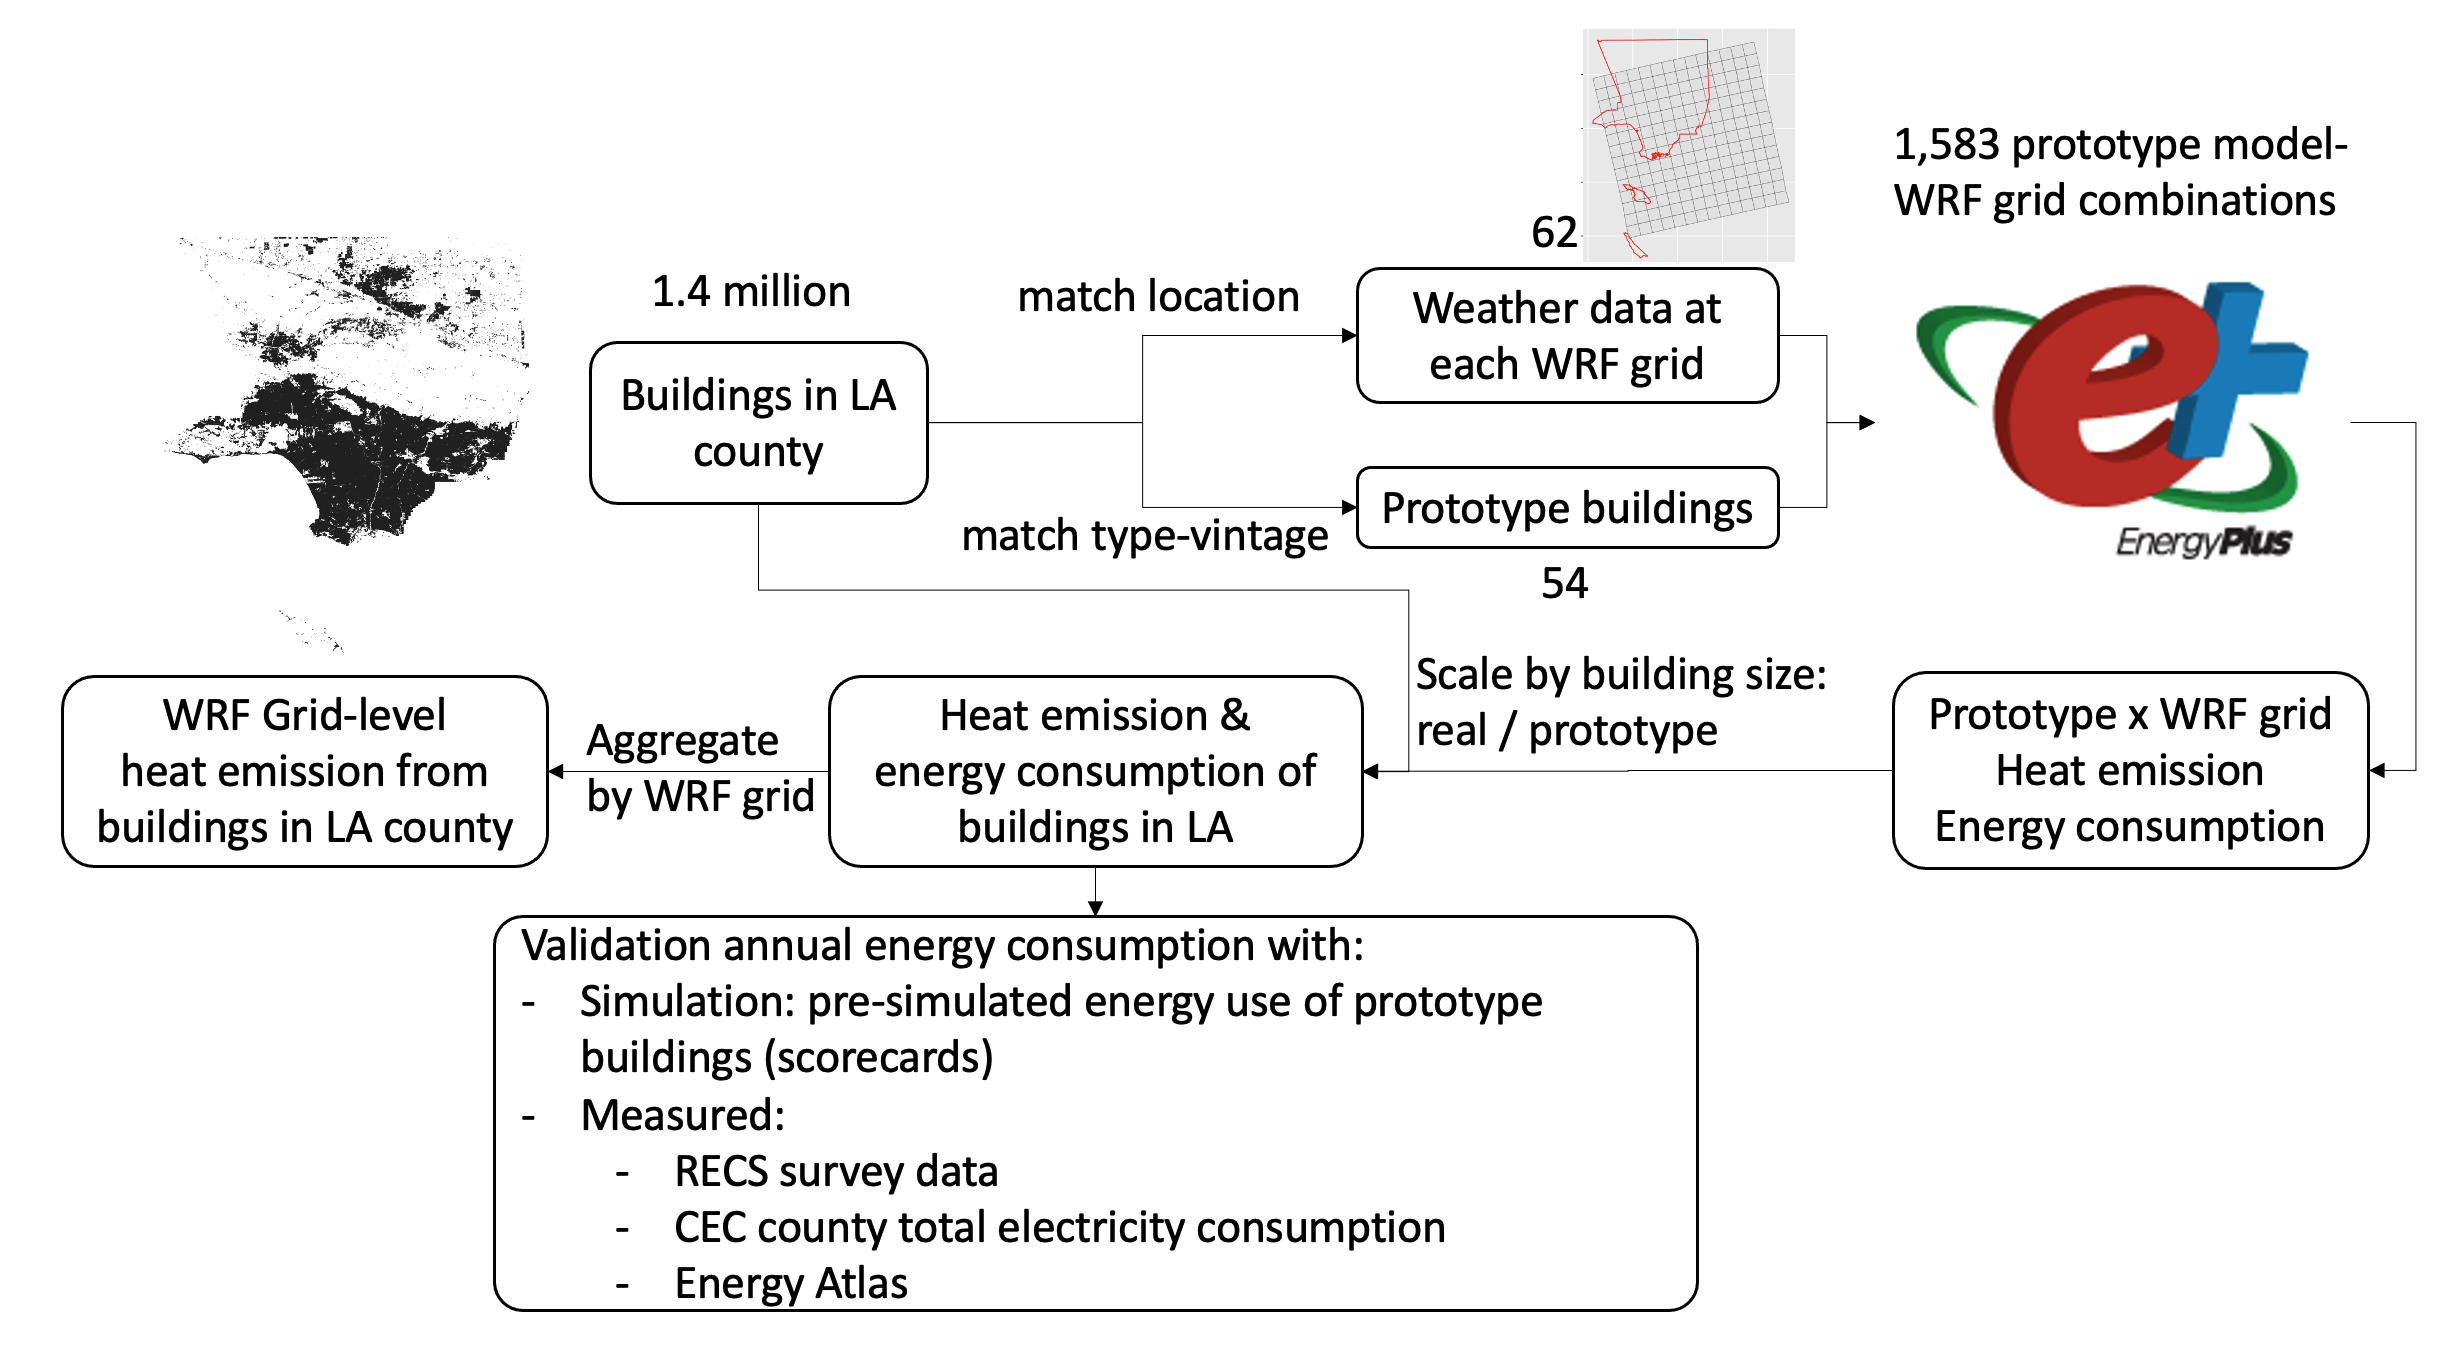 62
1,583 prototype model-
WRF grid combinations
1.4 million
Buildings in LA
county
match location
match type-vintage
Weather data at
each WRF grid
Prototype buildings
54
e+
EnergyPlus
Prototype x WRF grid
Heat emission
Energy consumption
Scale by building size:
real / prototype
Heat emission &
energy consumption of
buildings in LA
Aggregate
by WRF grid
WRF Grid-level
heat emission from
buildings in LA county
Validation annual energy consumption with:
- Simulation: pre-simulated energy use of prototype
buildings (scorecards)
- Measured:
- RECS survey data
- CEC county total electricity consumption
- Energy Atlas